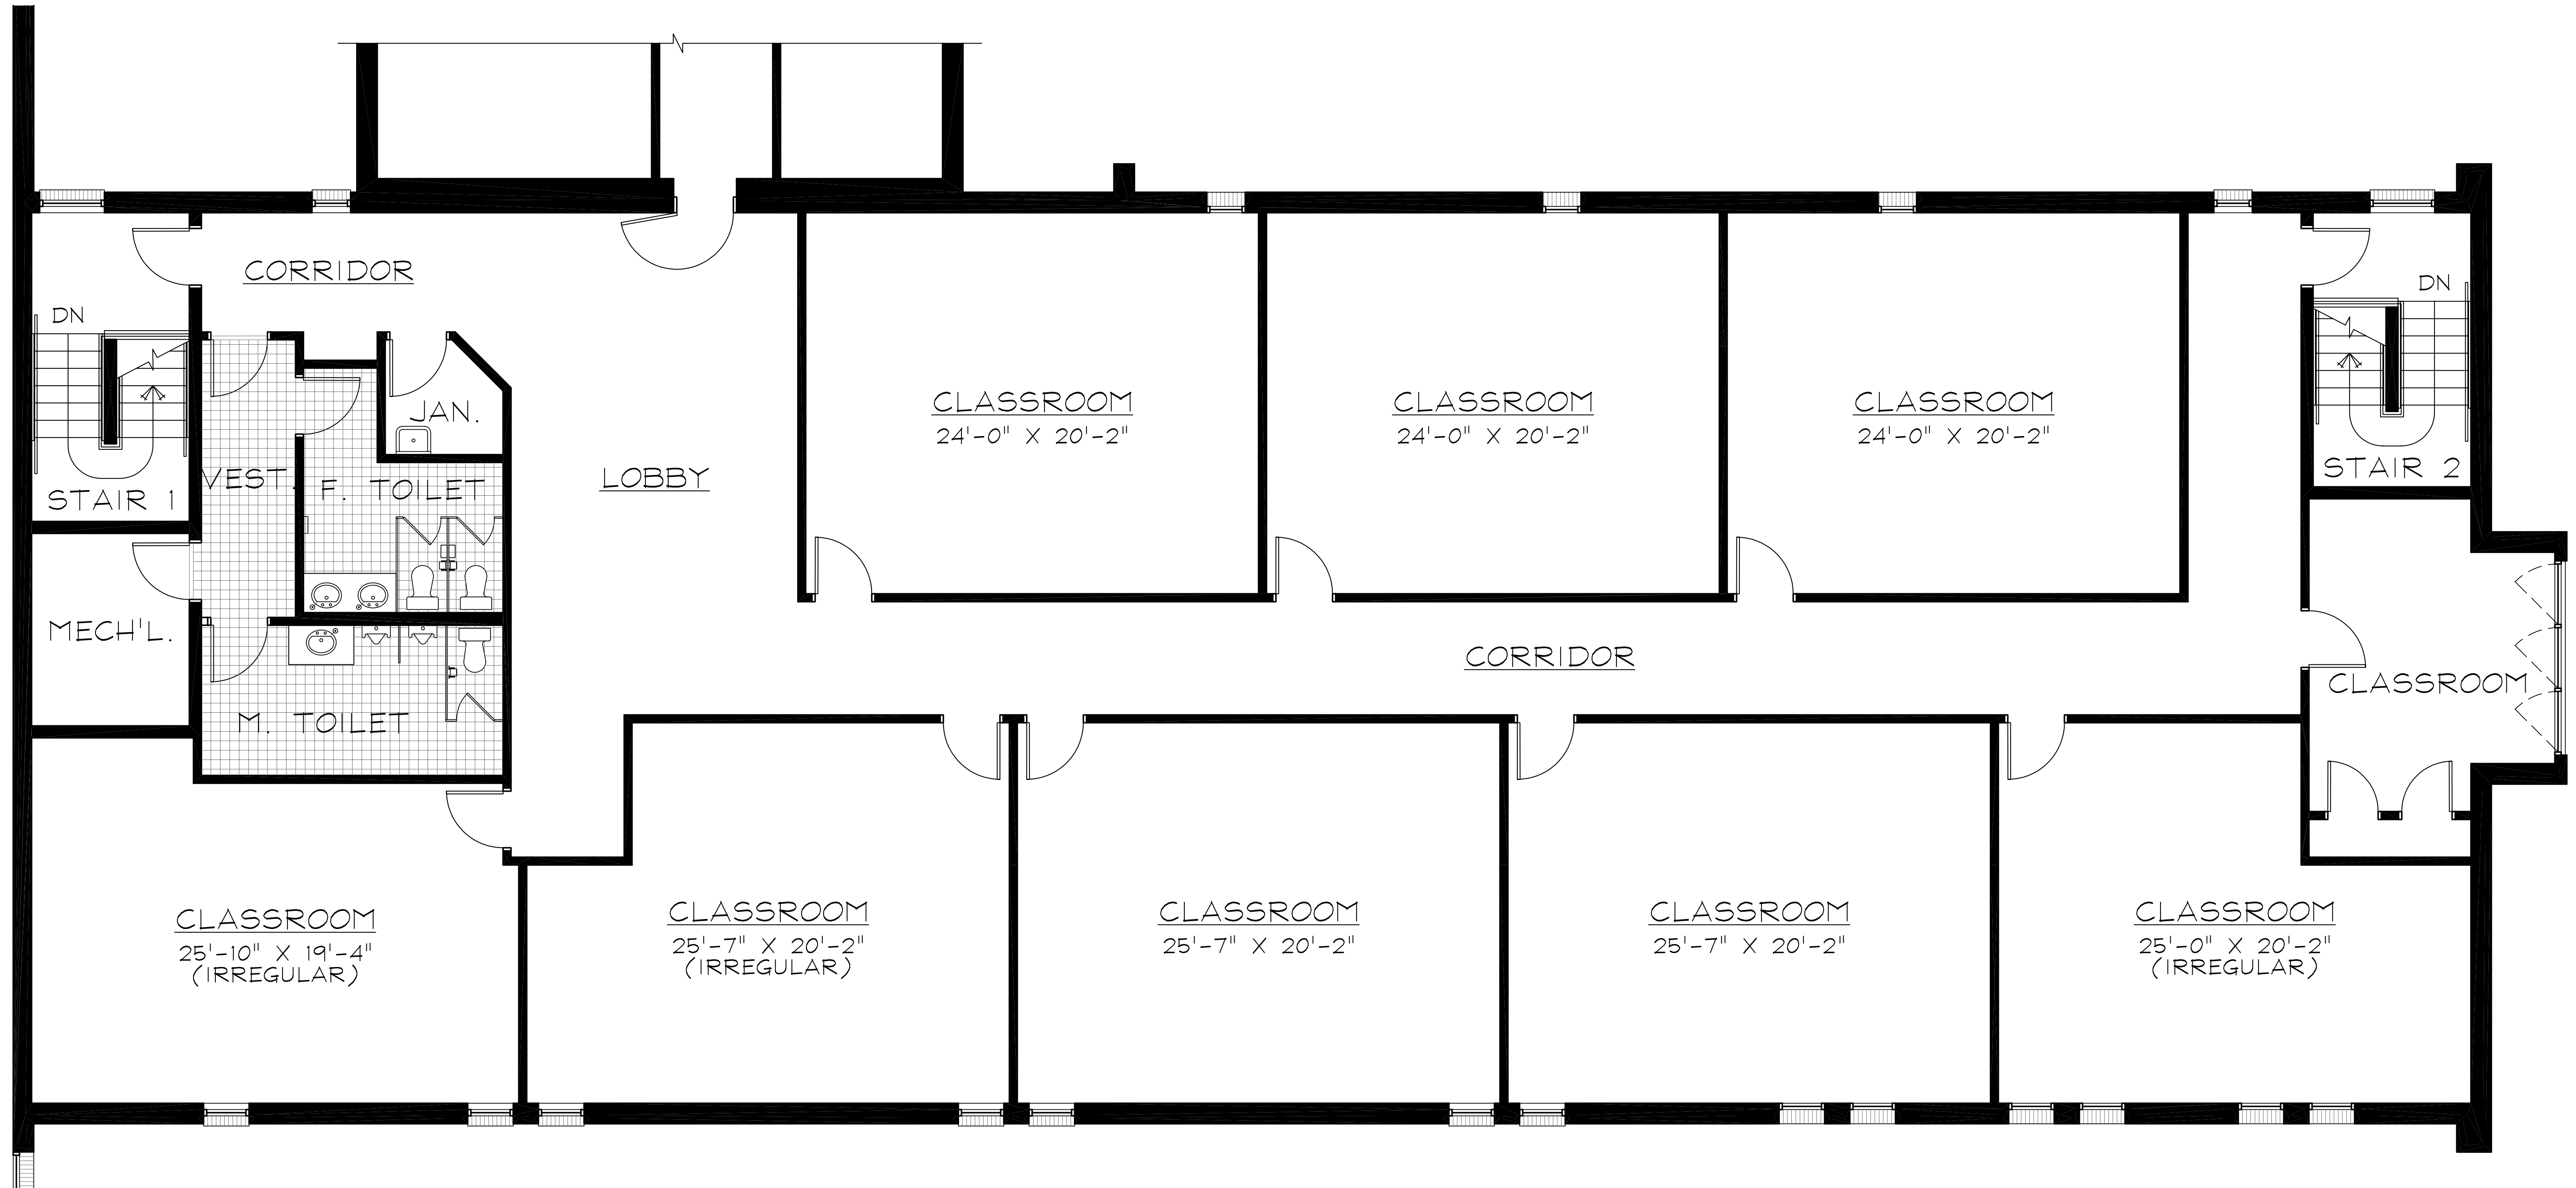 CORRIDOR
DN
DN
JAN.
CLASSROOM
24'-0" X 20'-2"
CLASSROOM
24'-0" X 20'-2"
CLASSROOM
24'-0" X 20'-2"
STAIR 1
VEST.
F. TOILET
LOBBY
STAIR 2
MECH'L.
M. TOILET
CORRIDOR
CLASSROOM
CLASSROOM
25'-10" X 19'-4"
(IRREGULAR)
CLASSROOM
25'-7" X 20'-2"
(IRREGULAR)
CLASSROOM
25'-7" X 20'-2"
CLASSROOM
25'-7" X 20'-2"
CLASSROOM
25'-0" X 20'-2"
(IRREGULAR)